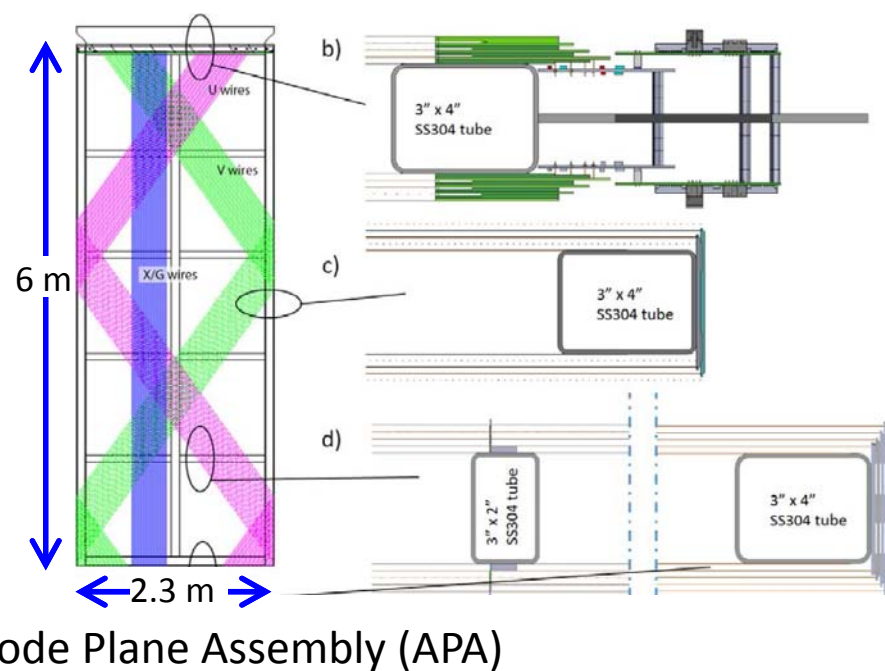 b)
3” x 4”
SS304 tube
U wires
V wires
6 m
X/G wires
c)
3” x 4”
SS304 tube
d)
3” x 2”
SS304 tube
3” x 4”
SS304 tube
2.3 m
ode Plane Assembly (APA)